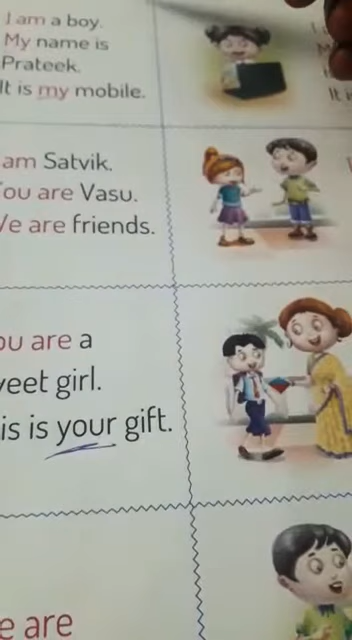 I am a boy.
My name is
Prateek.
It is my mobile.
am Satvik.
ou are Vasu.
e are friends.
ou are a
eet girl.
is is your gift.
e are
It